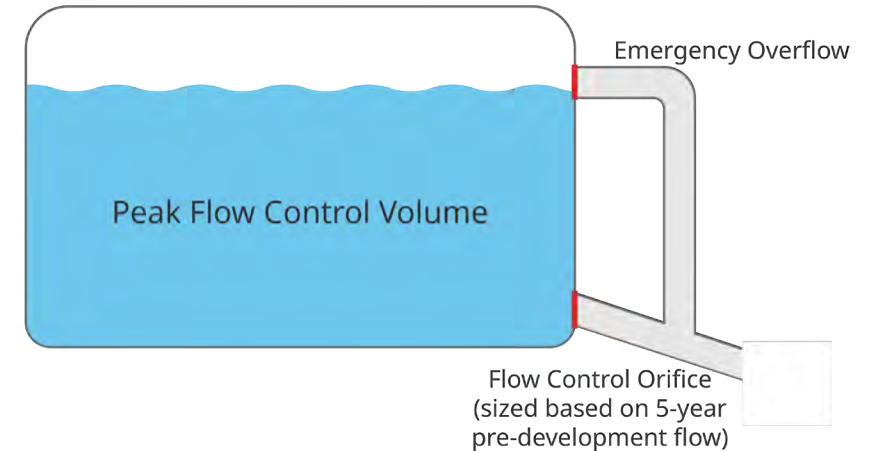 Emergency Overflow
Peak Flow Control Volume
Flow Control Orifice
(sized based on 5-year
pre-development flow)